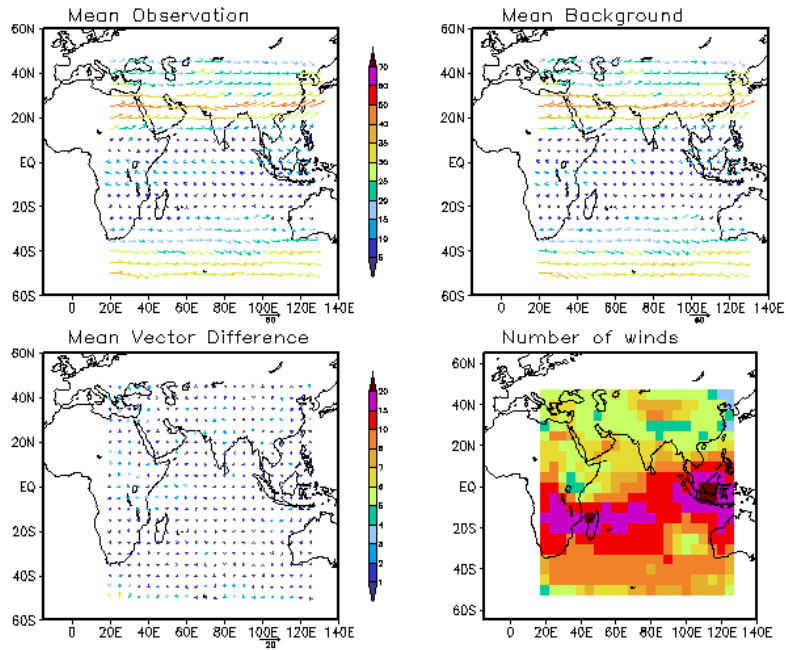 Mean Observation
60N
40N
20N
EQ
20S
40S
60S
0 20E 40E 60E 80E 100E 120E 140E
70
60
50
40
35
30
25
20
15
10
5
Mean Background
60N
40N
20N
EQ
20S
40S
60S
0 20E 40E 60E 80E 100E 120E 140E
Mean Vector Difference
60N
40N
20N
EQ
20S
40S
60S
0 20E 40E 60E 80E 100E 120E 140E
20
20
15
10
8
7
6
5
4
3
2
1
Number of winds
60N
40N
20N
EQ
20S
40S
60S
0 20E 40E 60E 80E 100E 120E 140E